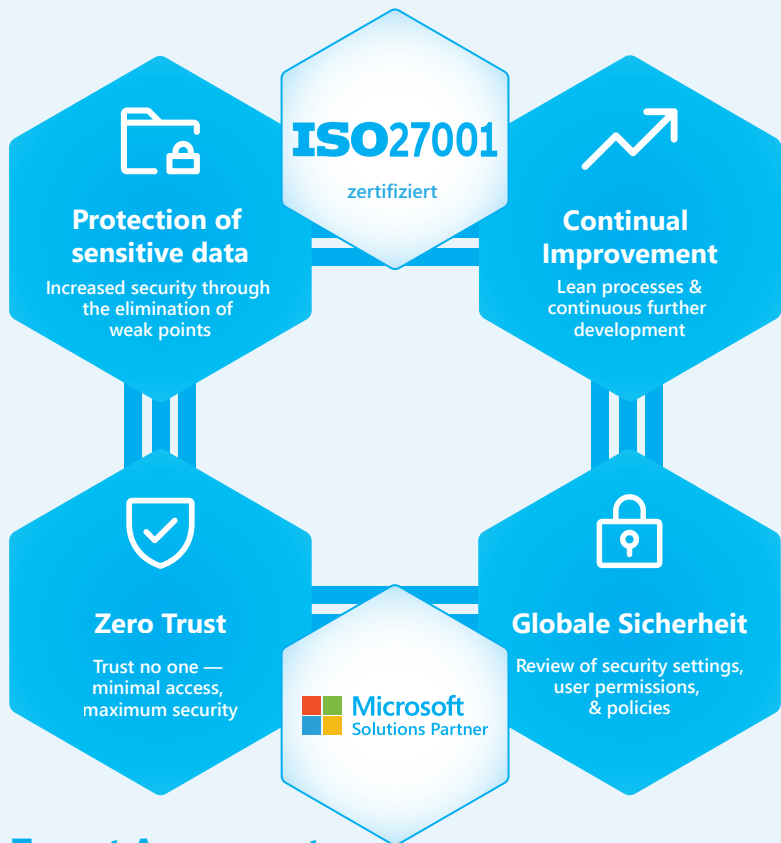 ISO27001
zertifiziert
Protection of
sensitive data
Increased security through
the elimination of
weak points
Continual
Improvement
Lean processes &
continuous further
development
Zero Trust
Trust no one —
minimal access,
maximum security
Globale Sicherheit
Review of security settings,
user permissions,
& policies
Microsoft
Solutions Partner